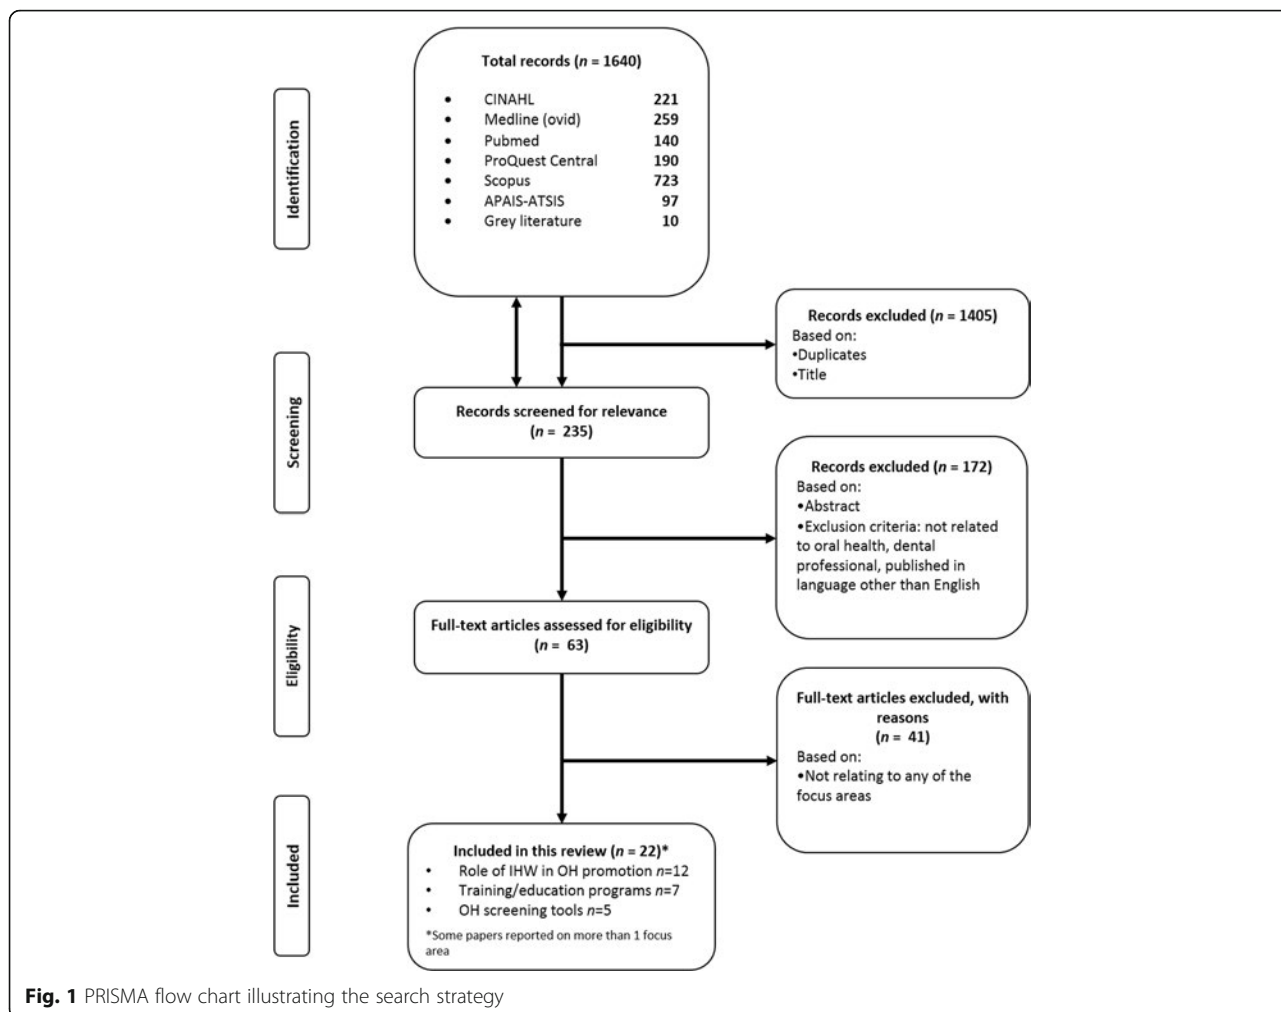 Identification
Total records (n = 1640)
• CINAHL 221
• Medline (ovid) 259
• Pubmed 140
• ProQuest Central 190
• Scopus 723
• APAIS-ATSIS 97
• Grey literature 10
Records excluded (n = 1405)
Based on:
•Duplicates
•Title
Screening
Records screened for relevance
(n = 235)
Records excluded (n = 172)
Based on:
•Abstract
•Exclusion criteria: not related
to oral health, dental
professional, published in
language other than English
Eligibility
Full-text articles assessed for eligibility
(n = 63)
Full-text articles excluded, with
reasons
(n = 41)
Based on:
•Not relating to any of the
focus areas
Included
Included in this review (n = 22)*
• Role of IHW in OH promotion n=12
• Training/education programs n=7
• OH screening tools n=5
*Some papers reported on more than 1 focus
area
Fig. 1 PRISMA flow chart illustrating the search strategy